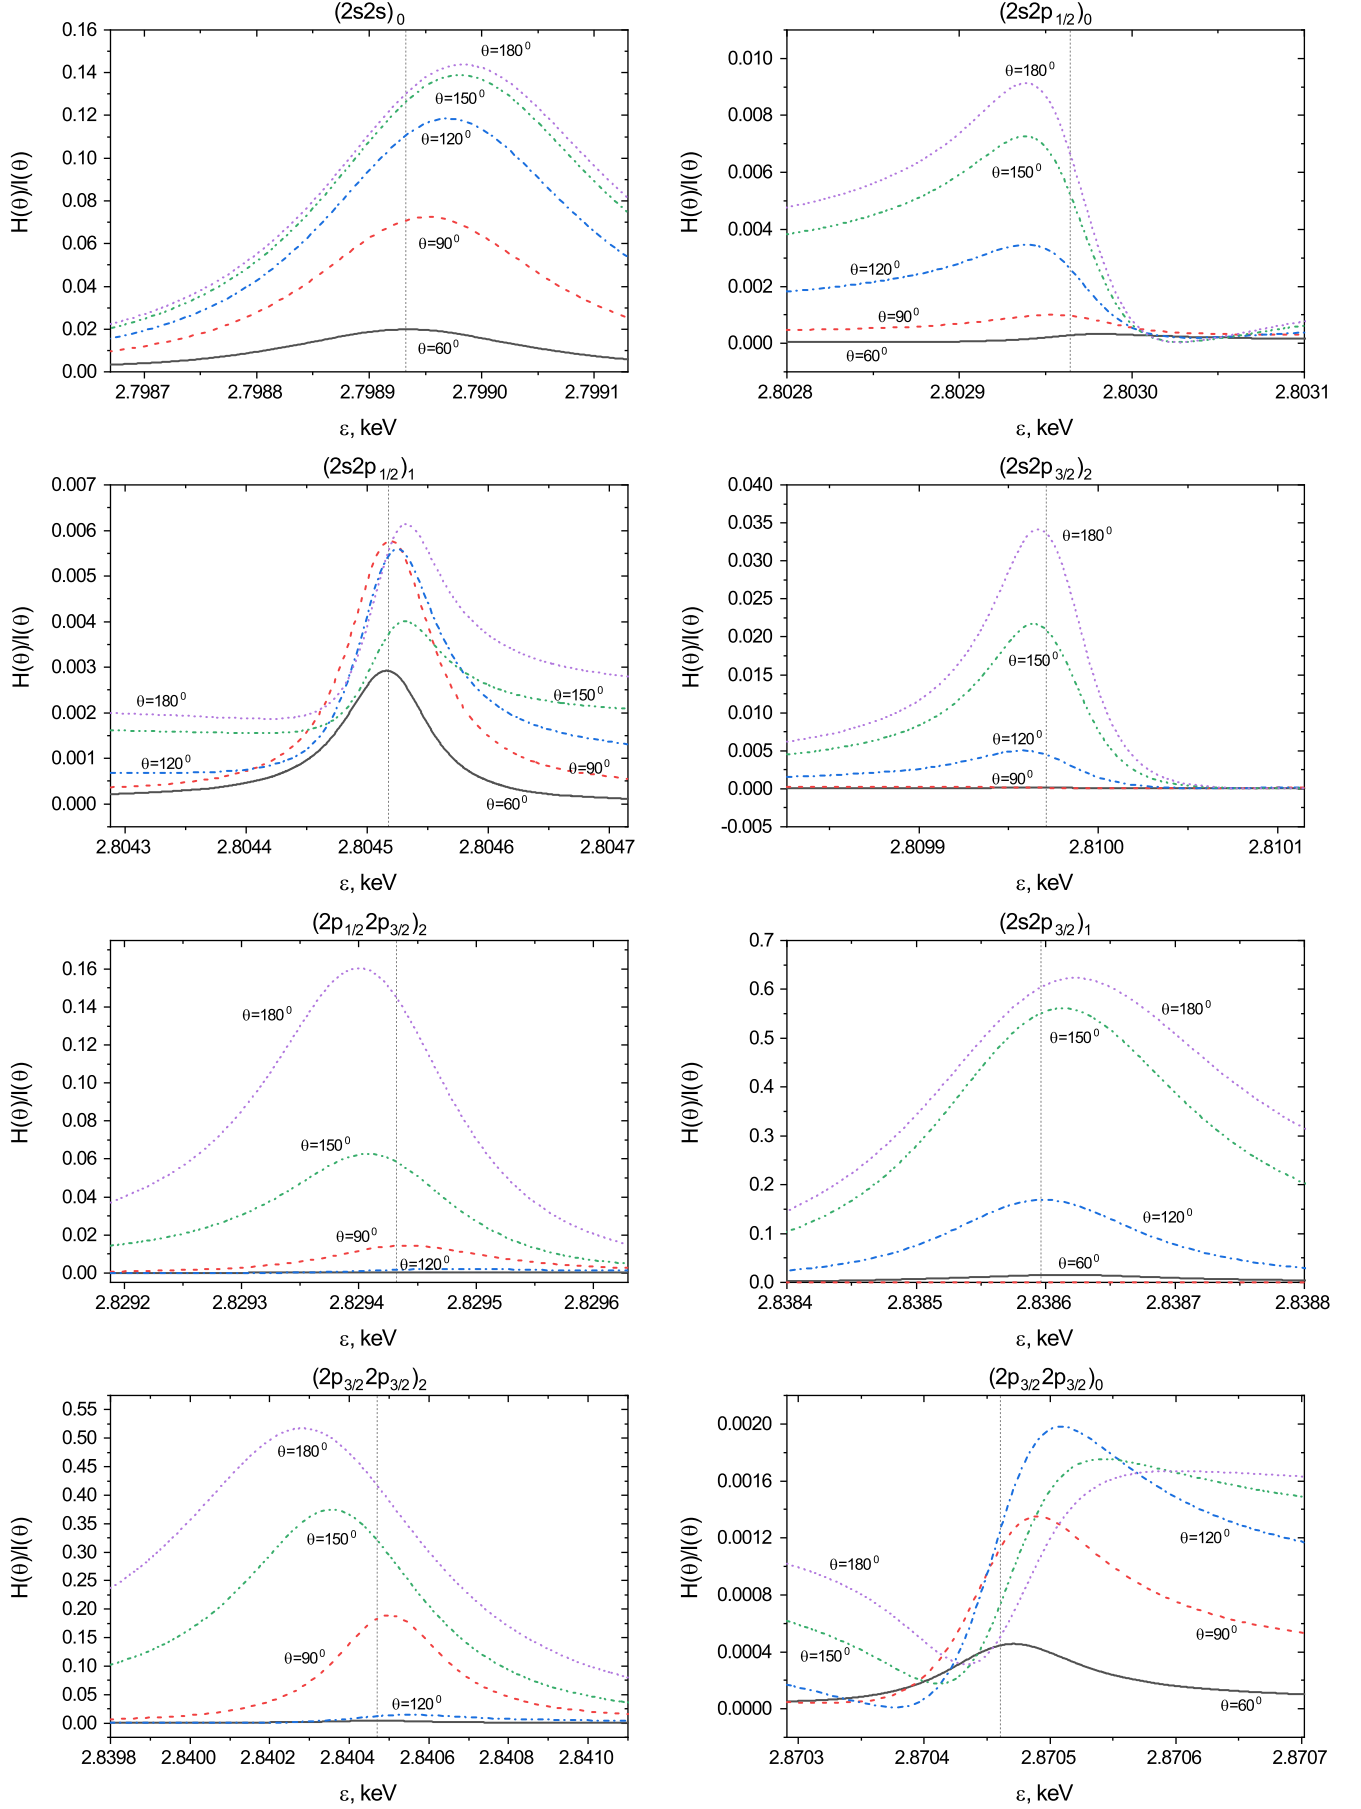 (2s2s)₀
0.16
0.14
0.12
0.10
0.08
0.06
0.04
0.02
0.00
H(θ)/I(θ)
θ=180⁰
θ=150⁰
θ=120⁰
θ=90⁰
θ=60⁰
2.7987 2.7988 2.7989 2.7990 2.7991
ε, keV
(2s2p₁/₂)₀
0.010
0.008
0.006
0.004
0.002
0.000
H(θ)/I(θ)
θ=180⁰
θ=150⁰
θ=120⁰
θ=90⁰
θ=60⁰
2.8028 2.8029 2.8030 2.8031
ε, keV
(2s2p₁/₂)₁
0.007
0.006
0.005
0.004
0.003
0.002
0.001
0.000
H(θ)/I(θ)
θ=180⁰
θ=150⁰
θ=120⁰
θ=90⁰
θ=60⁰
2.8043 2.8044 2.8045 2.8046 2.8047
ε, keV
(2s2p₃/₂)₂
0.040
0.035
0.030
0.025
0.020
0.015
0.010
0.005
0.000
-0.005
H(θ)/I(θ)
θ=180⁰
θ=150⁰
θ=120⁰
θ=90⁰
2.8099 2.8100 2.8101
ε, keV
(2p₁/₂2p₃/₂)₂
0.16
0.14
0.12
0.10
0.08
0.06
0.04
0.02
0.00
H(θ)/I(θ)
θ=180⁰
θ=150⁰
θ=90⁰
θ=120⁰
2.8292 2.8293 2.8294 2.8295 2.8296
ε, keV
(2s2p₃/₂)₁
0.7
0.6
0.5
0.4
0.3
0.2
0.1
0.0
H(θ)/I(θ)
θ=180⁰
θ=150⁰
θ=120⁰
θ=60⁰
2.8384 2.8385 2.8386 2.8387 2.8388
ε, keV
(2p₃/₂2p₃/₂)₂
0.55
0.50
0.45
0.40
0.35
0.30
0.25
0.20
0.15
0.10
0.05
0.00
H(θ)/I(θ)
θ=180⁰
θ=150⁰
θ=90⁰
θ=120⁰
2.8398 2.8400 2.8402 2.8404 2.8406 2.8408 2.8410
ε, keV
(2p₃/₂2p₃/₂)₀
0.0020
0.0016
0.0012
0.0008
0.0004
0.0000
H(θ)/I(θ)
θ=180⁰
θ=150⁰
θ=120⁰
θ=90⁰
θ=60⁰
2.8703 2.8704 2.8705 2.8706 2.8707
ε, keV